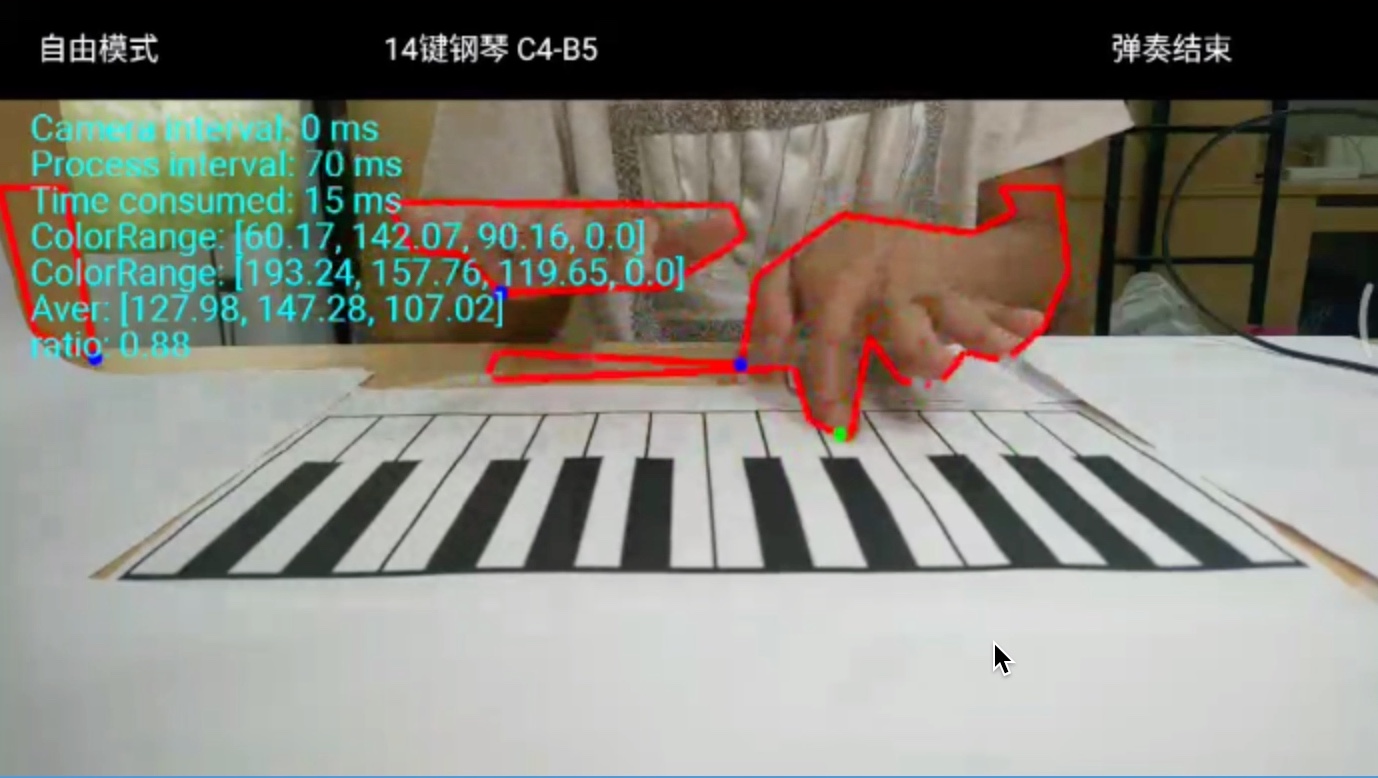 自由模式
14键钢琴 C4-B5
弹奏结束
Camera interval: 0 ms
Process interval: 70 ms
Time consumed: 15 ms
ColorRange: [60.17, 142.07, 90.16, 0.0]
ColorRange: [193.24, 157.76, 119.65, 0.0]
Aver: [127.98, 147.28, 107.02]
ratio: 0.88